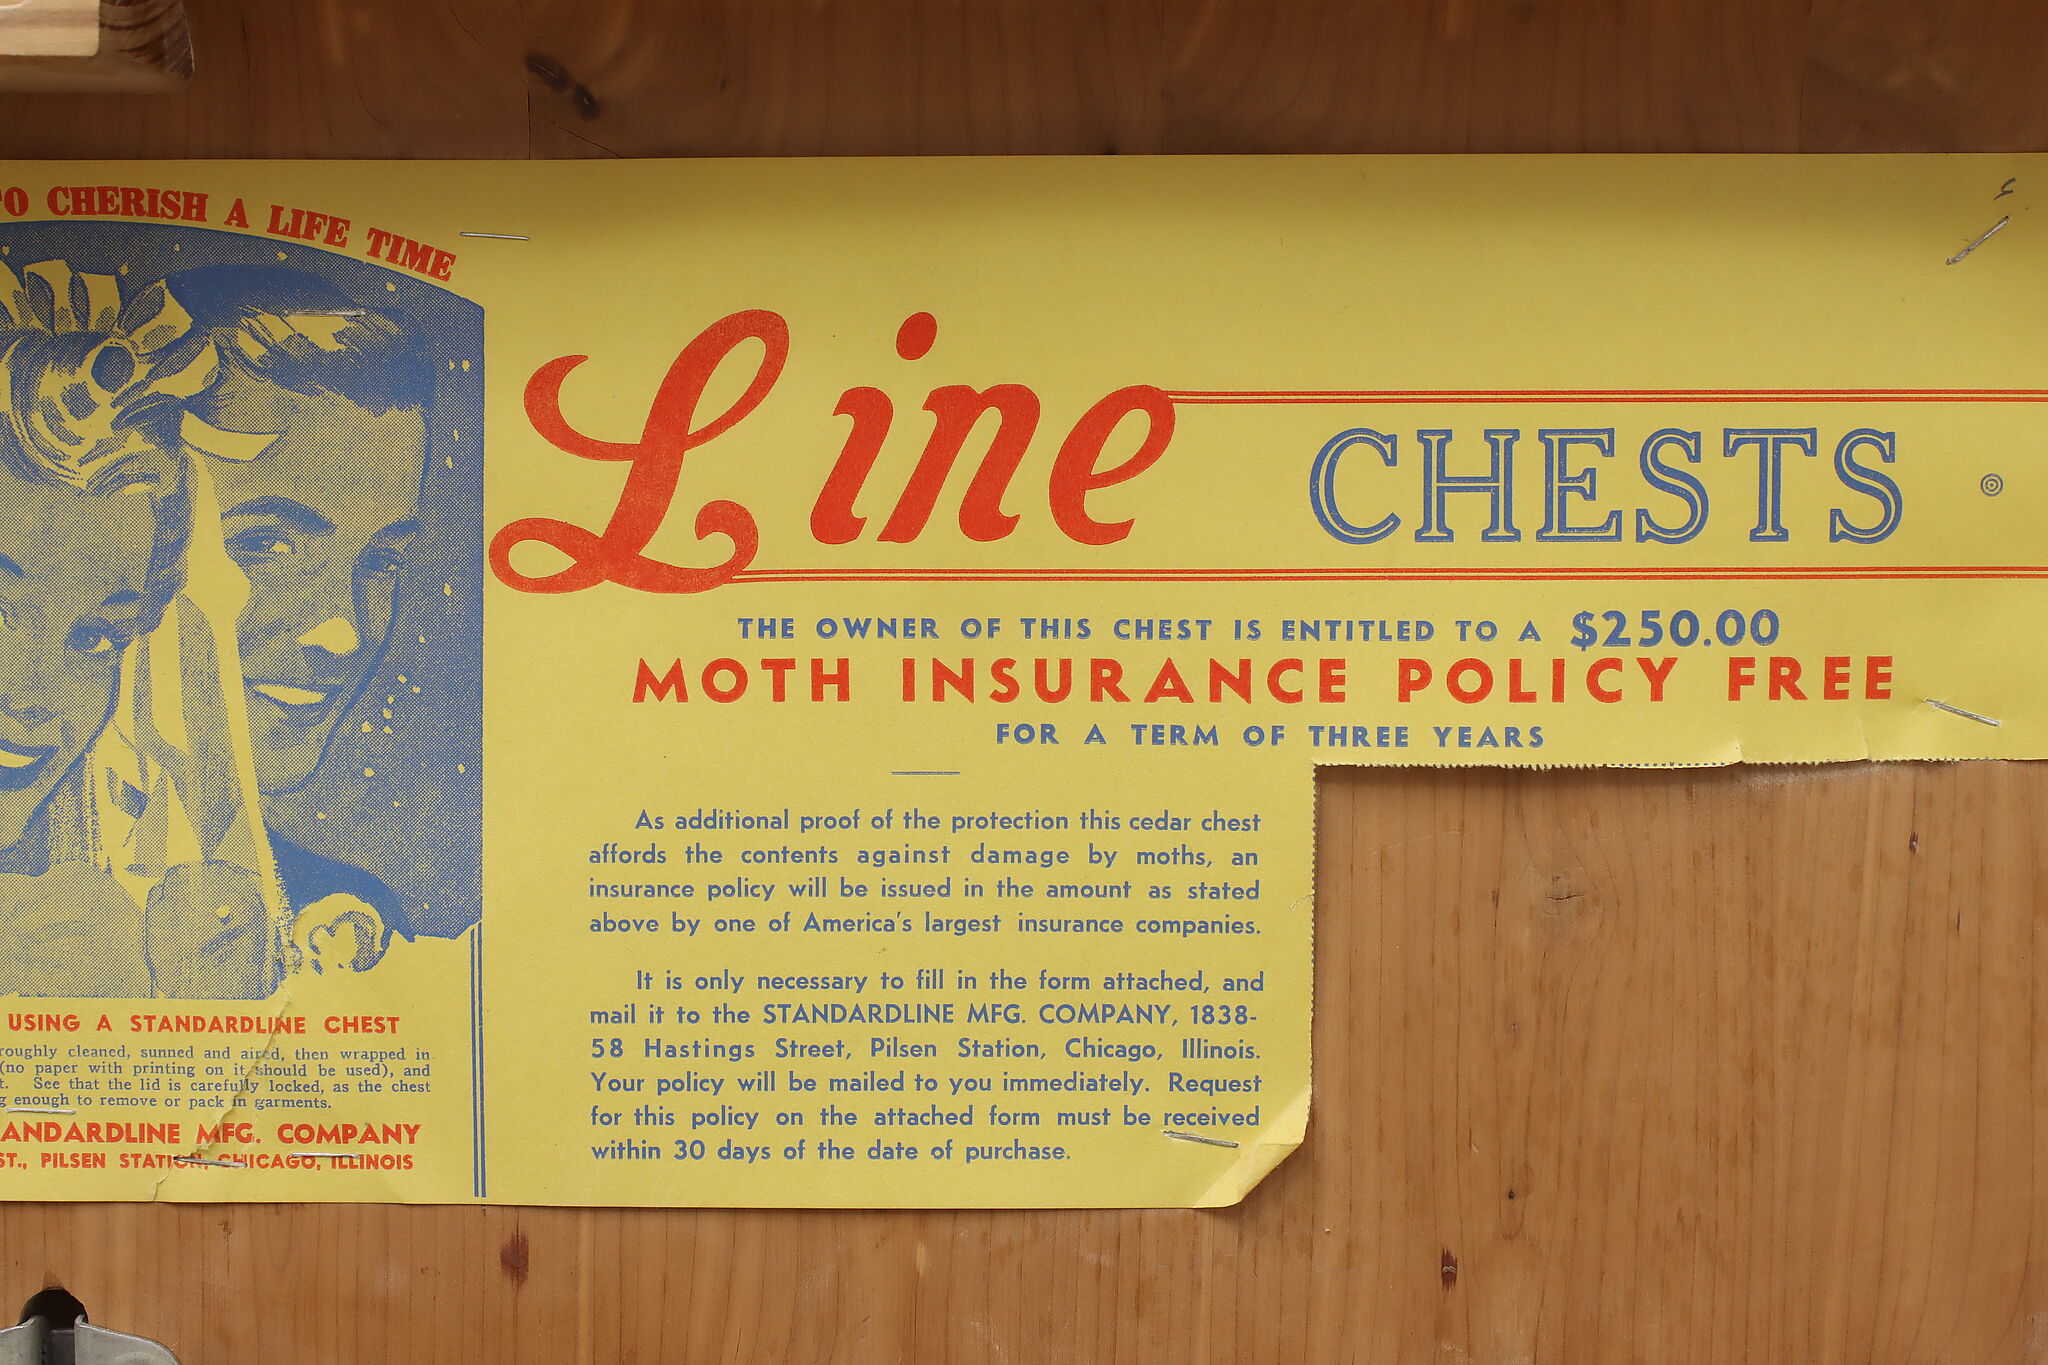 CHERISH A LIFE TIME
Line CHESTS
THE OWNER OF THIS CHEST IS ENTITLED TO A $250.00
MOTH INSURANCE POLICY FREE
FOR A TERM OF THREE YEARS
As additional proof of the protection this cedar chest
affords the contents against damage by moths, an
insurance policy will be issued in the amount as stated
above by one of America's largest insurance companies.
It is only necessary to fill in the form attached, and
mail it to the STANDARDLINE MFG. COMPANY, 1838-
58 Hastings Street, Pilsen Station, Chicago, Illinois.
Your policy will be mailed to you immediately. Request
for this policy on the attached form must be received
within 30 days of the date of purchase.
USING A STANDARDLINE CHEST
roughly cleaned, sunned and aired, then wrapped in
(no paper with printing on it should be used), and
t. See that the lid is carefully locked, as the chest
g enough to remove or pack in garments.
ANDARDLINE MFG. COMPANY
ST., PILSEN STATION, CHICAGO, ILLINOIS